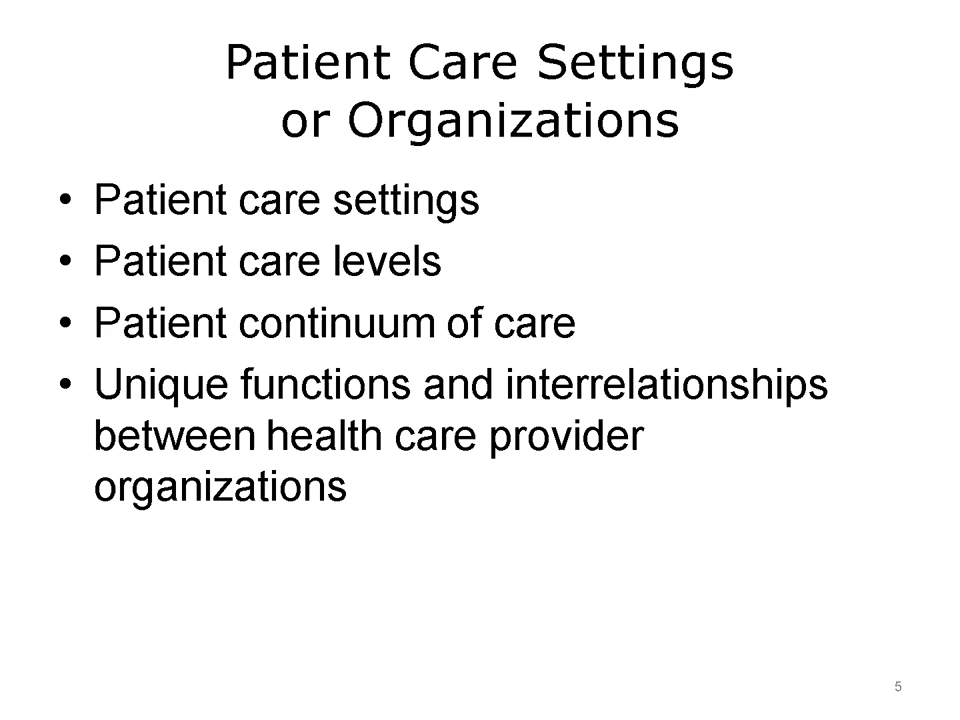 Patient Care Settings
or Organizations
• Patient care settings
• Patient care levels
• Patient continuum of care
• Unique functions and interrelationships
between health care provider
organizations
5